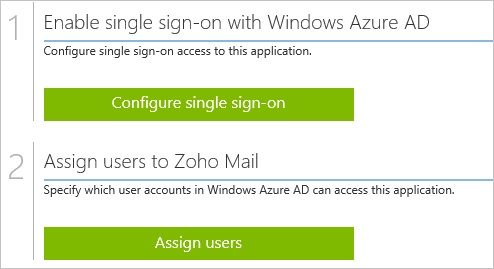 1
Enable single sign-on with Windows Azure AD
Configure single sign-on access to this application.
Configure single sign-on
2
Assign users to Zoho Mail
Specify which user accounts in Windows Azure AD can access this application.
Assign users